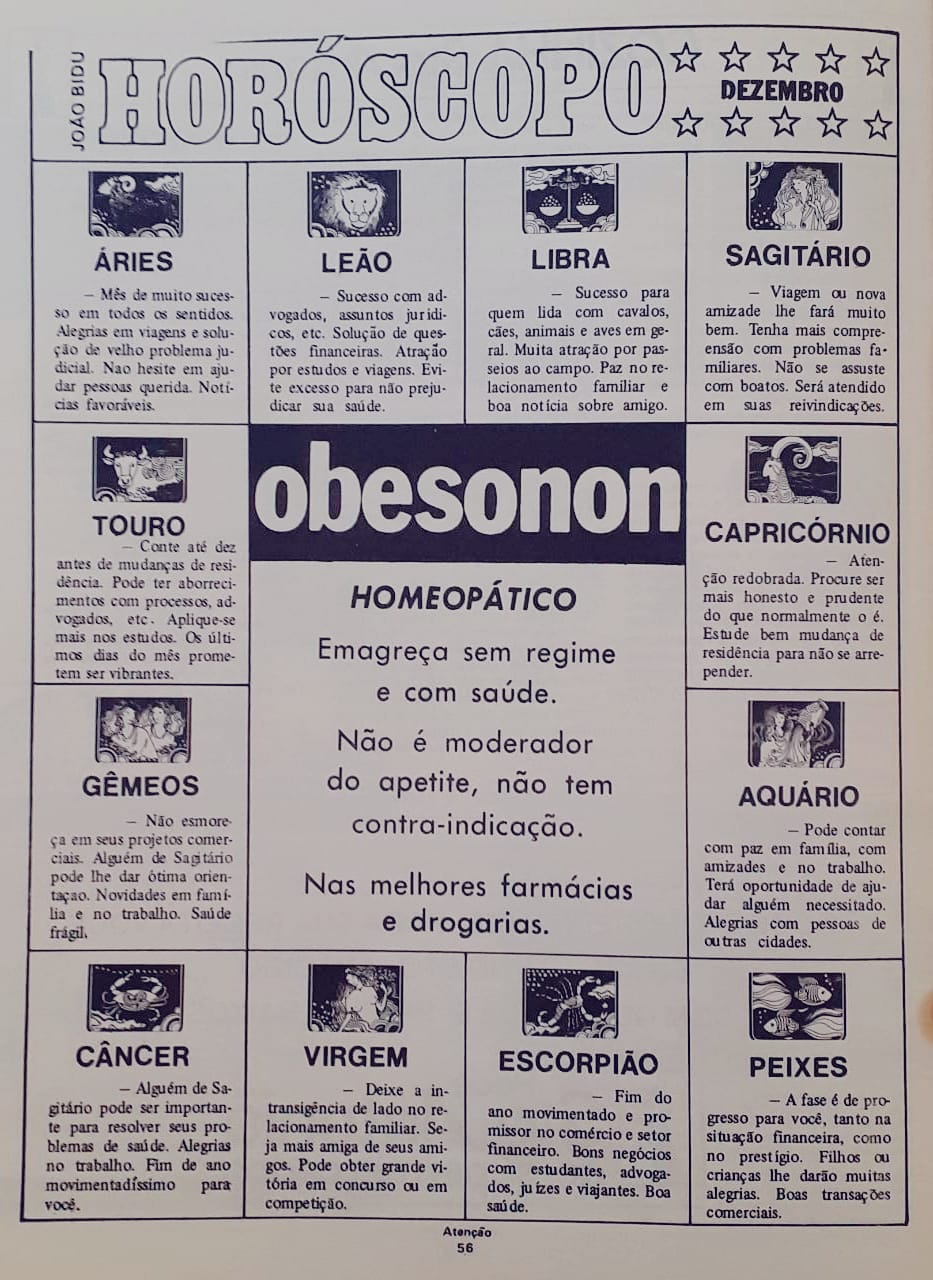 JOÃO BIDU
HORÓSCOPO
DEZEMBRO
ÁRIES
— Mês de muito suces-
so em todos os sentidos.
Alegrias em viagens e solu-
ção de velho problema ju-
dicial. Nao hesite em aju-
dar pessoas querida. Notí-
cias favoráveis.
LEÃO
— Sucesso com ad-
vogados, assuntos jurídi-
cos, etc. Solução de ques-
tões financeiras. Atração
por estudos e viagens. Evi-
te excesso para não preju-
dicar sua saúde.
LIBRA
— Sucesso para
quem lida com cavalos,
cães, animais e aves em ge-
ral. Muita atração por pas-
seios ao campo. Paz no re-
lacionamento familiar e
boa notícia sobre amigo.
SAGITÁRIO
— Viagem ou nova
amizade lhe fará muito
bem. Tenha mais compre-
ensão com problemas fa-
miliares. Não se assuste
com boatos. Será atendido
em suas reivindicações.
TOURO
— Conte até dez
antes de mudanças de resi-
dência. Pode ter aborreci-
mentos com processos, ad-
vogados, etc. Aplique-se
mais nos estudos. Os últi-
mos dias do mês prome-
tem ser vibrantes.
obesonon
HOMEOPÁTICO
Emagreça sem regime
e com saúde.
Não é moderador
do apetite, não tem
contra-indicação.
Nas melhores farmácias
e drogarias.
CAPRICÓRNIO
— Aten-
ção redobrada. Procure ser
mais honesto e prudente
do que normalmente o é.
Estude bem mudança de
residência para não se arre-
pender.
GÊMEOS
— Não esmore-
ça em seus projetos comer-
ciais. Alguém de Sagitário
pode lhe dar ótima orien-
taçao. Novidades em famí-
lia e no trabalho. Saúde
frágil.
AQUÁRIO
— Pode contar
com paz em família, com
amizades e no trabalho.
Terá oportunidade de aju-
dar alguém necessitado.
Alegrias com pessoas de
outras cidades.
CÂNCER
— Alguém de Sa-
gitário pode ser importan-
te para resolver seus pro-
blemas de saúde. Alegrias
no trabalho. Fim de ano
movimentadíssimo para
você.
VIRGEM
— Deixe a in-
transigência de lado no re-
lacionamento familiar. Se-
ja mais amiga de seus ami-
gos. Pode obter grande vi-
tória em concurso ou em
competição.
ESCORPIÃO
— Fim do
ano movimentado e pro-
missor no comércio e setor
financeiro. Bons negócios
com estudantes, advoga-
dos, juízes e viajantes. Boa
saúde.
PEIXES
— A fase é de pro-
gresso para você, tanto na
situação financeira, como
no prestígio. Filhos ou
crianças lhe darão muitas
alegrias. Boas transações
comerciais.
Atenção
56